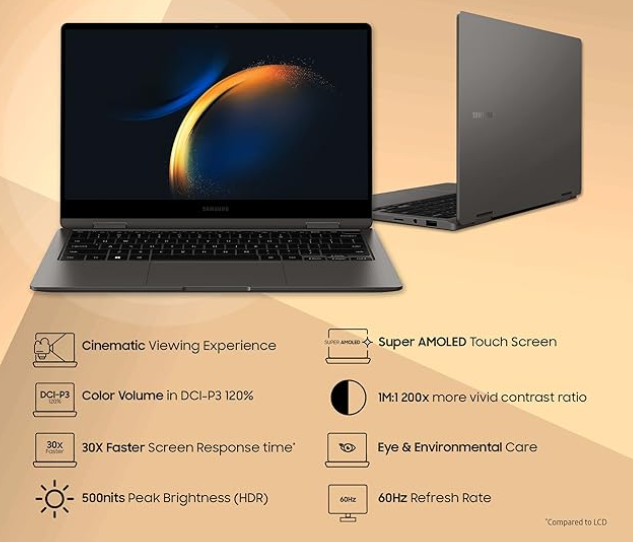 SAMSUNG
Cinematic Viewing Experience
SUPER AMOLED
Super AMOLED Touch Screen
DCI-P3
120%
Color Volume in DCI-P3 120%
1M:1 200x more vivid contrast ratio
30X
Faster
30X Faster Screen Response time*
Eye & Environmental Care
500nits Peak Brightness (HDR)
60Hz
60Hz Refresh Rate
*Compared to LCD